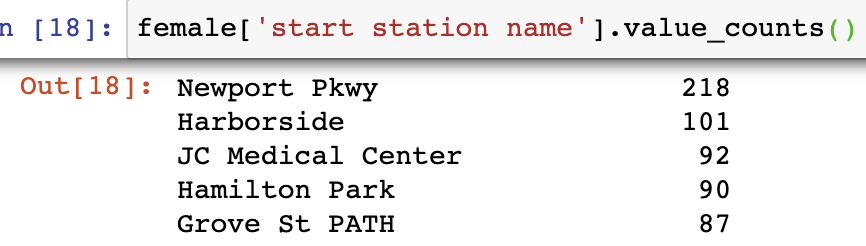 n [18]: female['start station name'].value_counts()
Out[18]: Newport Pkwy 218
Harborside 101
JC Medical Center 92
Hamilton Park 90
Grove St PATH 87